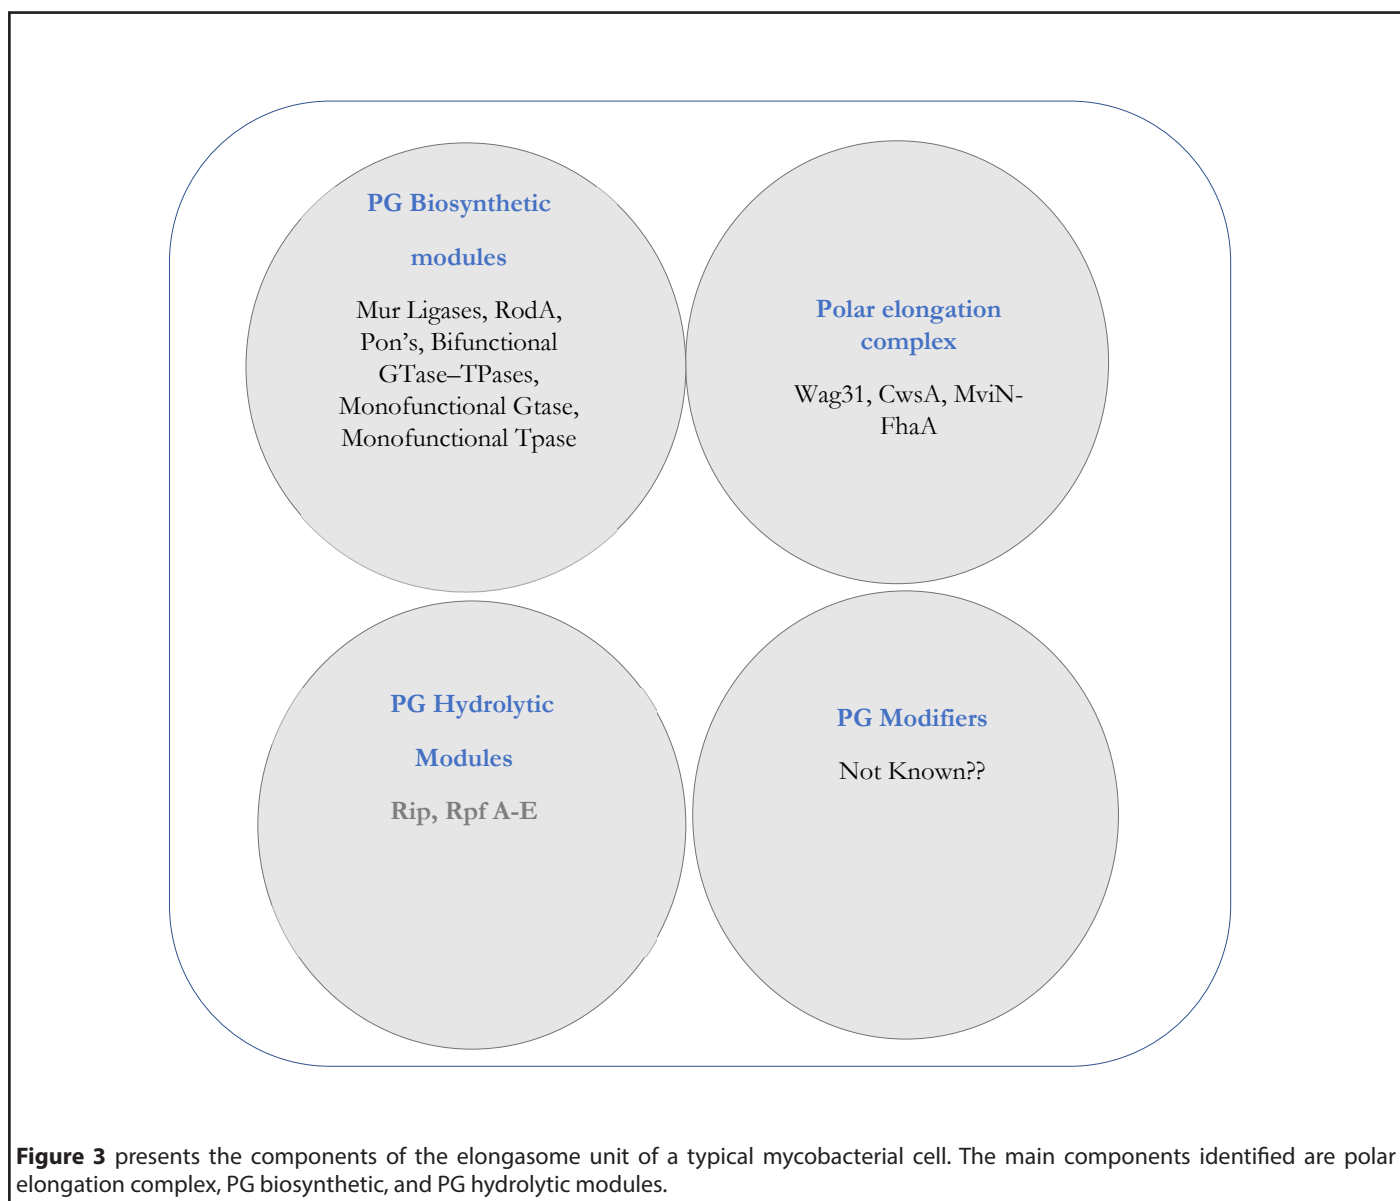 PG Biosynthetic
modules
Mur Ligases, RodA,
Pon's, Bifunctional
GTase–TPases,
Monofunctional Gtase,
Monofunctional Tpase
Polar elongation
complex
Wag31, CwsA, MviN-
FhaA
PG Hydrolytic
Modules
Rip, Rpf A-E
PG Modifiers
Not Known??
Figure 3 presents the components of the elongasome unit of a typical mycobacterial cell. The main components identified are polar
elongation complex, PG biosynthetic, and PG hydrolytic modules.